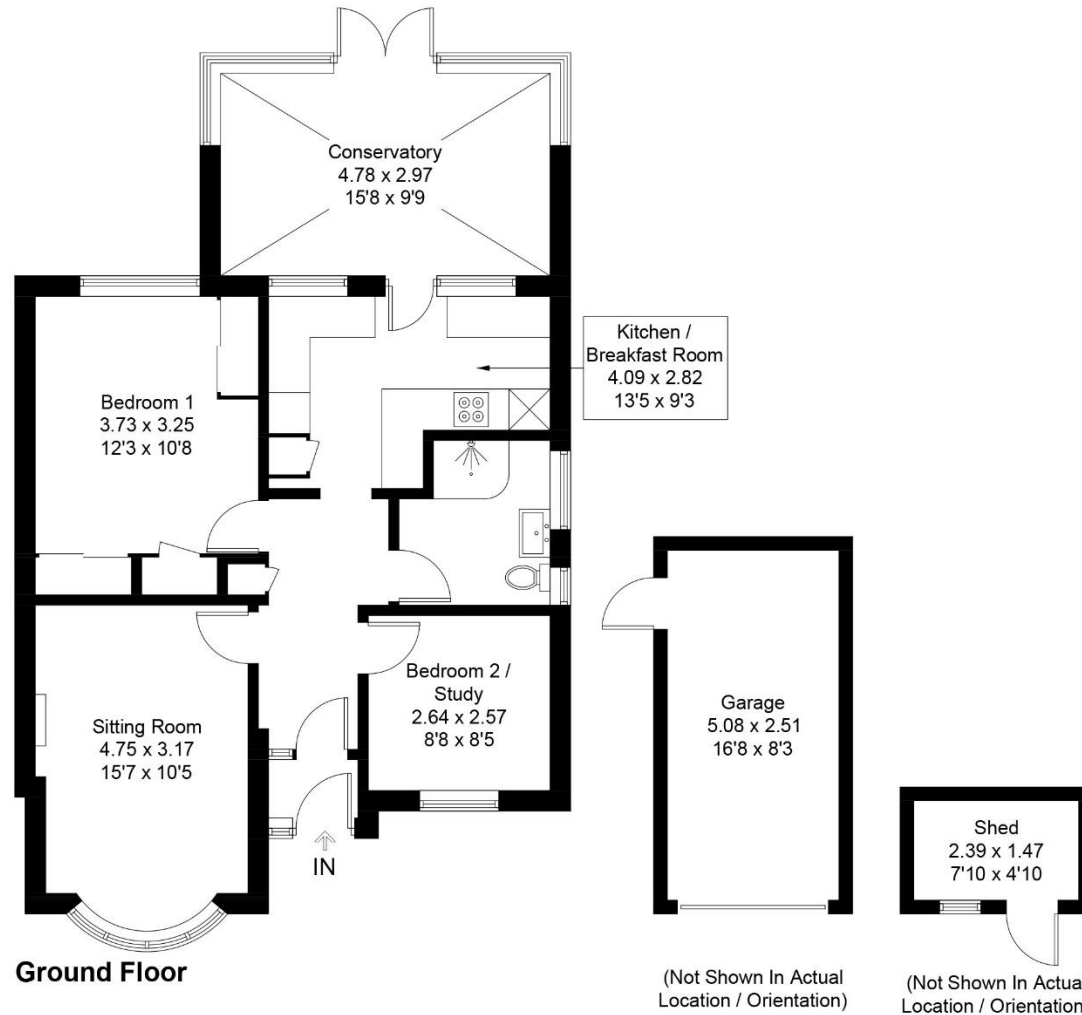 Conservatory
4.78 x 2.97
15'8 x 9'9
Kitchen /
Breakfast Room
4.09 x 2.82
13'5 x 9'3
Bedroom 1
3.73 x 3.25
12'3 x 10'8
Bedroom 2 /
Study
2.64 x 2.57
8'8 x 8'5
Sitting Room
4.75 x 3.17
15'7 x 10'5
IN
Garage
5.08 x 2.51
16'8 x 8'3
Shed
2.39 x 1.47
7'10 x 4'10
Ground Floor
(Not Shown In Actual
Location / Orientation)
(Not Shown In Actua
Location / Orientation